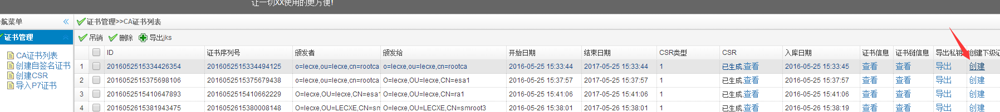 让一切XX使用的更方便!
航菜单
证书管理>>CA证书列表
证书管理
吊销 删除 导出jks
CA证书列表
创建自签名证书
创建CSR
导入P7证书
ID 证书序列号 颁发者 颁发给 开始日期 结束日期 CSR类型 CSR 入库日期 证书信息 证书链信息 导出私钥 创建下级证
1 2016052515334426354 2016052515334494125 o=lecxe,ou=lecxe,cn=rootca o=lecxe,ou=lecxe,cn=rootca 2016-05-25 15:33:44 2017-05-25 15:33:44 1 已生成,查看 2016-05-25 15:33:45 查看 查看 导出 创建
2 2016052515375698106 2016052515375679438 o=lecxe,ou=lecxe,cn=rootca O=lecxe,OU=lecxe,CN=esa1 2016-05-25 15:37:57 2017-05-25 15:37:57 1 已生成,查看 2016-05-25 15:37:57 查看 查看 导出 创建
3 2016052515410647893 2016052515410662229 O=lecxe,OU=lecxe,CN=esa1 O=lecxe,OU=lecxe,CN=ra1 2016-05-25 15:41:06 2017-05-25 15:41:06 1 已生成,查看 2016-05-25 15:41:06 查看 查看 导出 创建
4 2016052615381943475 2016052615380008148 O=lecxe,OU=LECXE,CN=sm O=lecxe,OU=LECXE,CN=smroot3 2016-05-26 15:38:01 2017-05-26 15:38:01 1 已生成,查看 2016-05-26 15:38:19 查看 查看 导出 创建